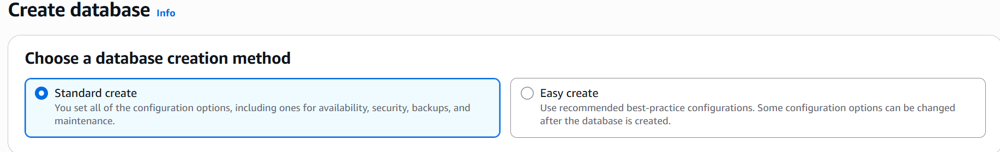 Create database Info
Choose a database creation method
Standard create
You set all of the configuration options, including ones for availability, security, backups, and
maintenance.
Easy create
Use recommended best-practice configurations. Some configuration options can be changed
after the database is created.